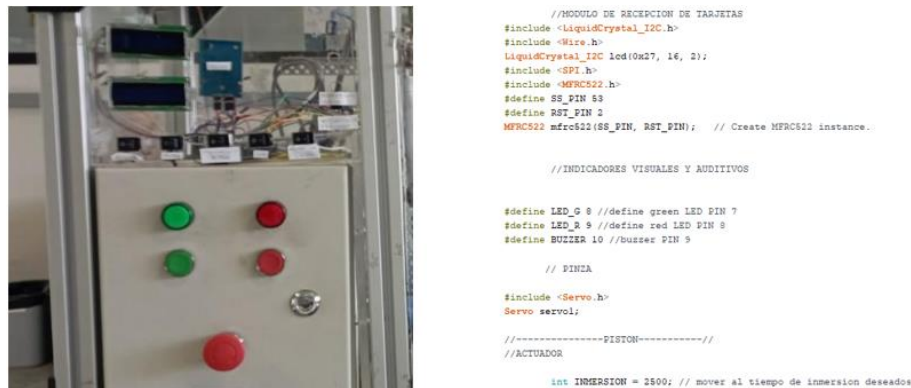 //MODULO DE RECEPCION DE TARJETAS
#include <LiquidCrystal_I2C.h>
#include <Wire.h>
LiquidCrystal_I2C lcd(0x27, 16, 2);
#include <SPI.h>
#include <MFRC522.h>
#define SS_PIN 53
#define RST_PIN 2
MFRC522 mfrc522(SS_PIN, RST_PIN);   // Create MFRC522 instance.
//INDICADORES VISUALES Y AUDITIVOS
#define LED_G 8 //define green LED PIN 7
#define LED_R 9 //define red LED PIN 8
#define BUZZER 10 //buzzer PIN 9
// PINZA
#include <Servo.h>
Servo servo1;
//---------------PISTON-----------//
//ACTUADOR
int INMERSION = 2500; // mover al tiempo de inmersion deseados